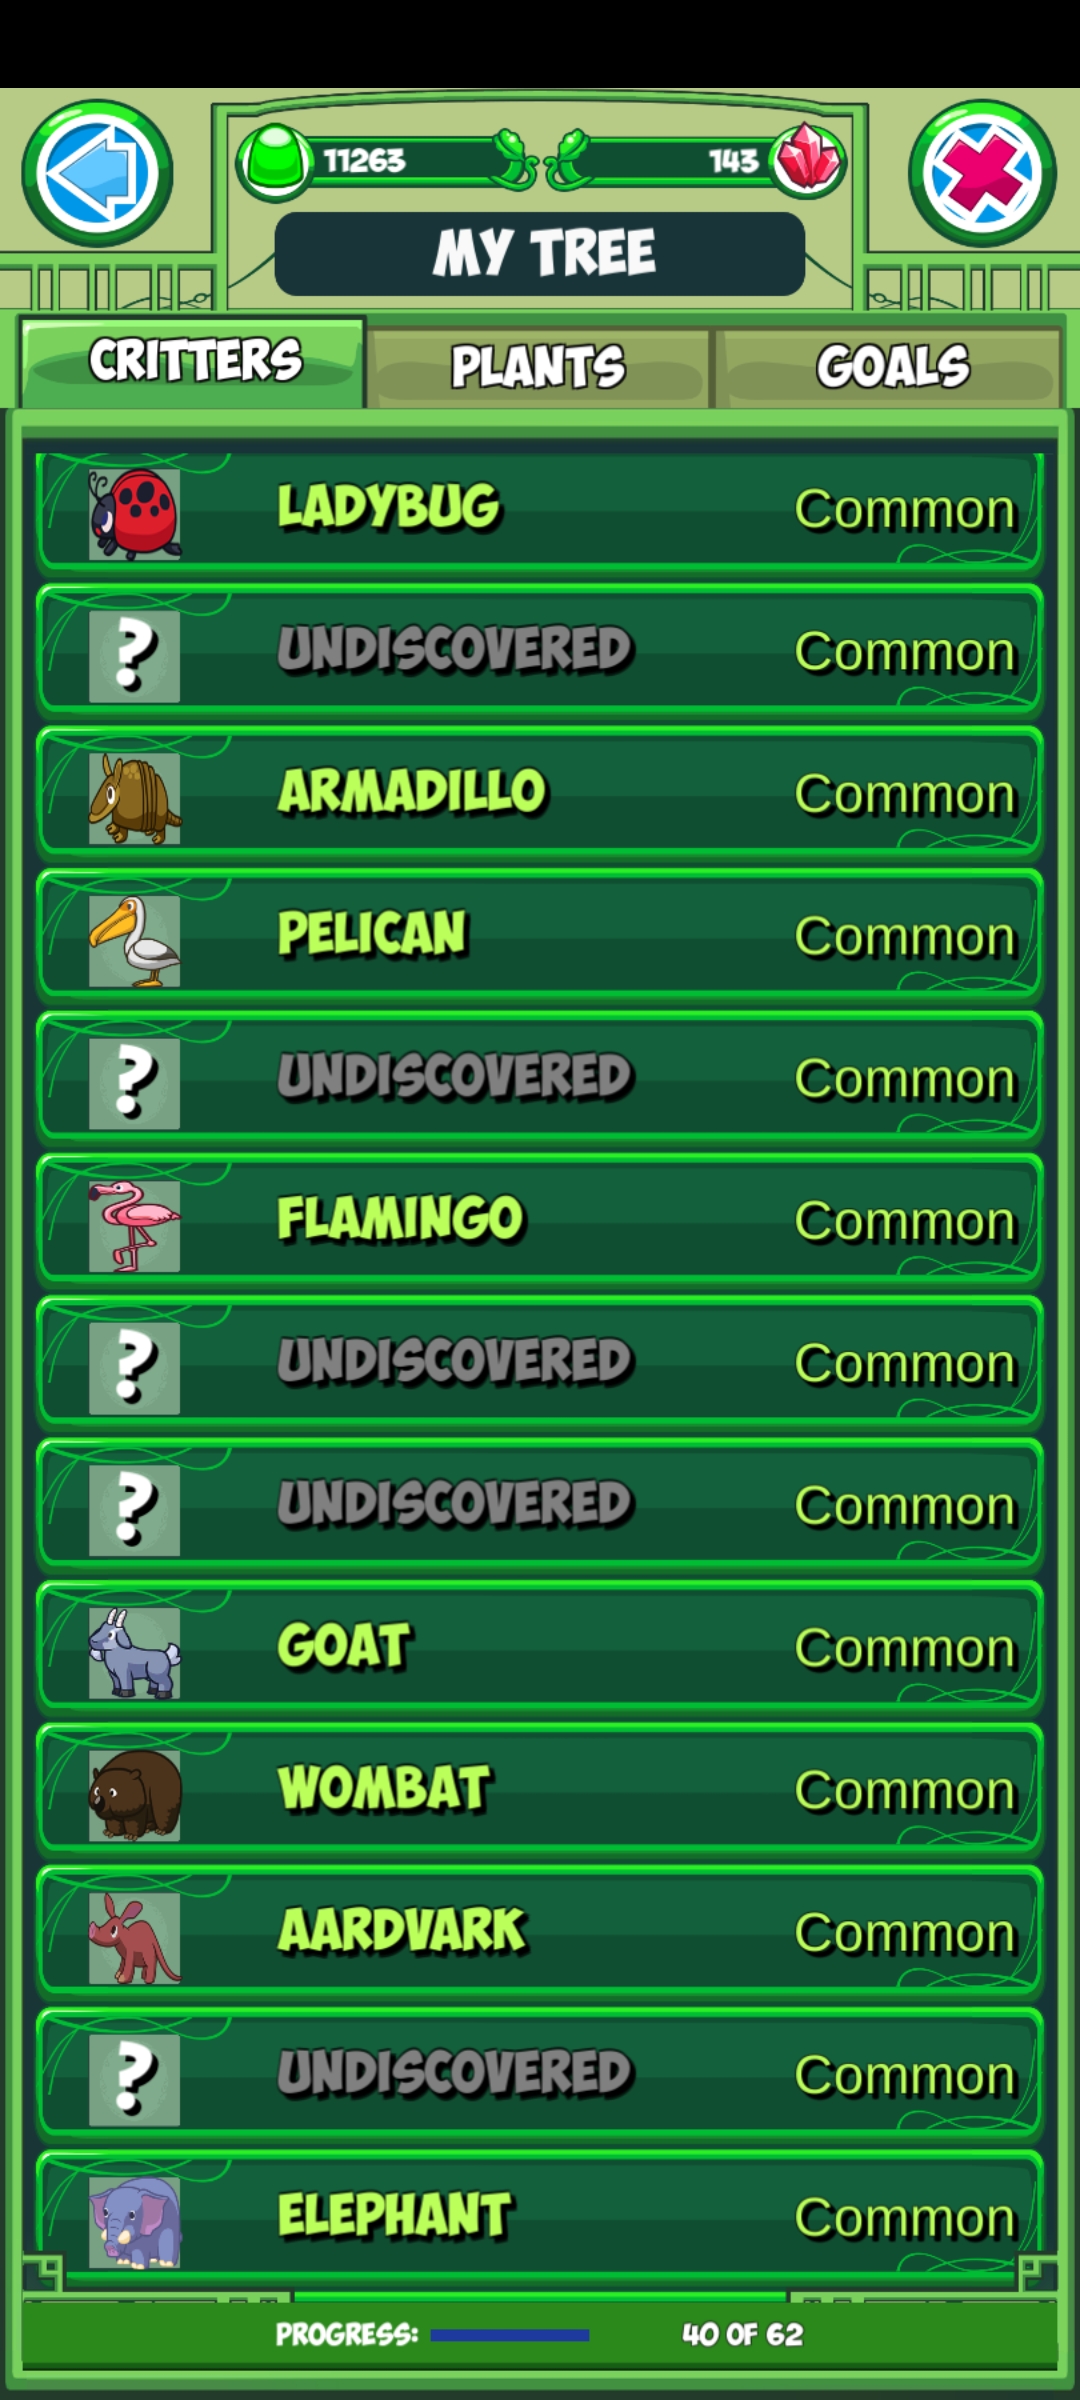 11263
143
MY TREE
CRITTERS
PLANTS
GOALS
LADYBUG Common
? UNDISCOVERED Common
ARMADILLO Common
PELICAN Common
? UNDISCOVERED Common
FLAMINGO Common
? UNDISCOVERED Common
? UNDISCOVERED Common
GOAT Common
WOMBAT Common
AARDVARK Common
? UNDISCOVERED Common
ELEPHANT Common
PROGRESS: 40 OF 62